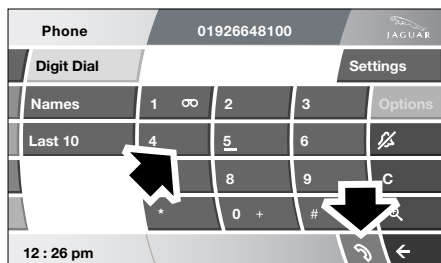 Phone 01926648100 JAGUAR
Digit Dial Settings
Names 1 2 3 Options
Last 10 4 5 6
8 9 C
* 0 + #
12 : 26 pm